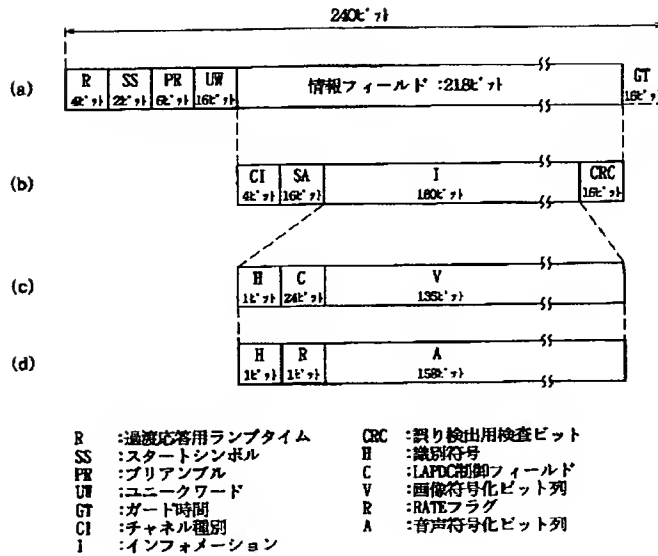 240ﾋﾞｯﾄ
(a)
R SS PR UW 情報フィールド:218ﾋﾞｯﾄ GT
4ﾋﾞｯﾄ 2ﾋﾞｯﾄ 6ﾋﾞｯﾄ 16ﾋﾞｯﾄ 16ﾋﾞｯﾄ
(b)
CI SA I CRC
4ﾋﾞｯﾄ 16ﾋﾞｯﾄ 180ﾋﾞｯﾄ 16ﾋﾞｯﾄ
(c)
H C V
1ﾋﾞｯﾄ 24ﾋﾞｯﾄ 135ﾋﾞｯﾄ
(d)
H R A
1ﾋﾞｯﾄ 1ﾋﾞｯﾄ 158ﾋﾞｯﾄ
R :過渡応答用ランプタイム
SS :スタートシンボル
PR :プリアンブル
UW :ユニークワード
GT :ガード時間
CI :チャネル種別
I :インフォメーション
CRC :誤り検出用検査ビット
H :識別符号
C :LAPDC制御フィールド
V :画像符号化ビット列
R :RATEフラグ
A :音声符号化ビット列